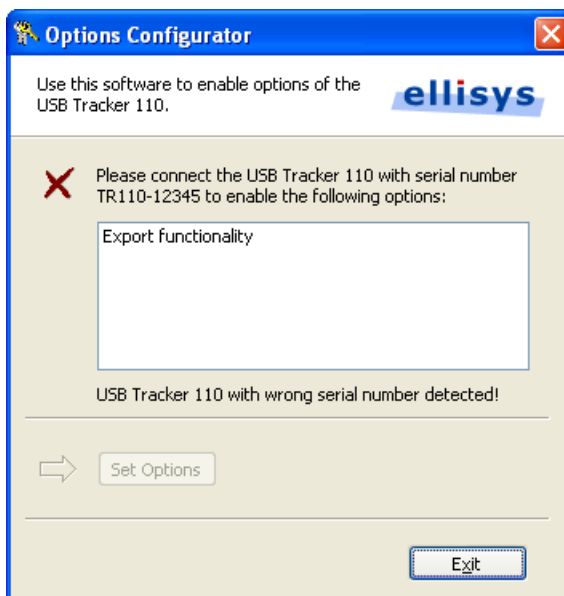 Options Configurator
Use this software to enable options of the
USB Tracker 110.
ellisys
Please connect the USB Tracker 110 with serial number
TR110-12345 to enable the following options:
Export functionality
USB Tracker 110 with wrong serial number detected!
Set Options
Exit